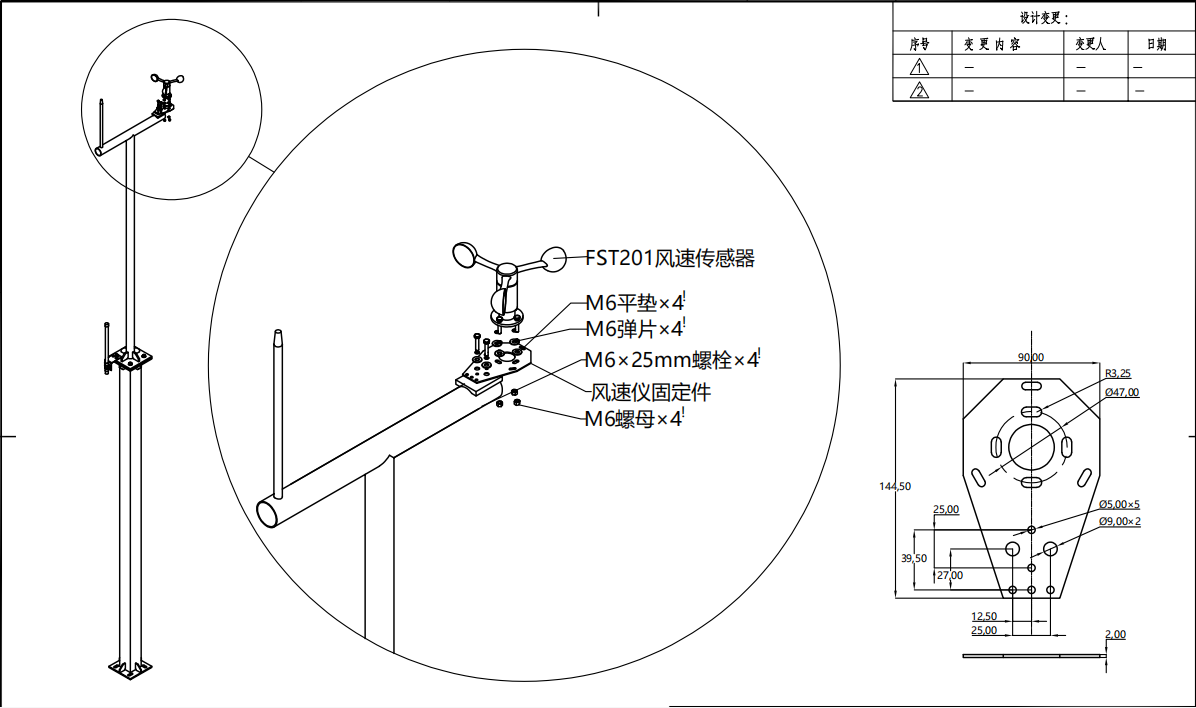 设计变更：
序号 变更内容 变更人 日期
1 — — —
2 — — —
FST201风速传感器
M6平垫×4
M6弹片×4
M6×25mm螺栓×4
风速仪固定件
M6螺母×4
90,00
R3,25
Ø47,00
144,50
25,00
Ø5,00×5
Ø9,00×2
39,50
27,00
12,50
25,00
2,00